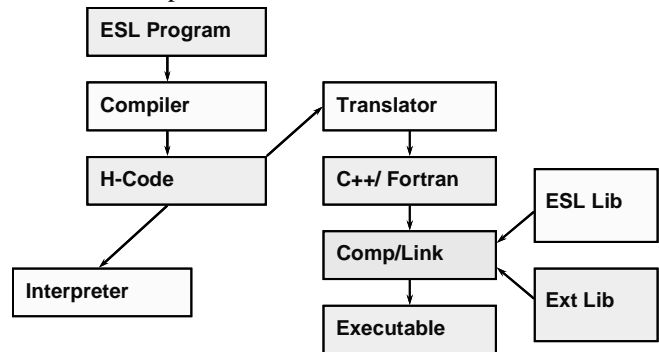 ESL Program
Compiler
Translator
H-Code
C++/ Fortran
ESL Lib
Comp/Link
Interpreter
Ext Lib
Executable